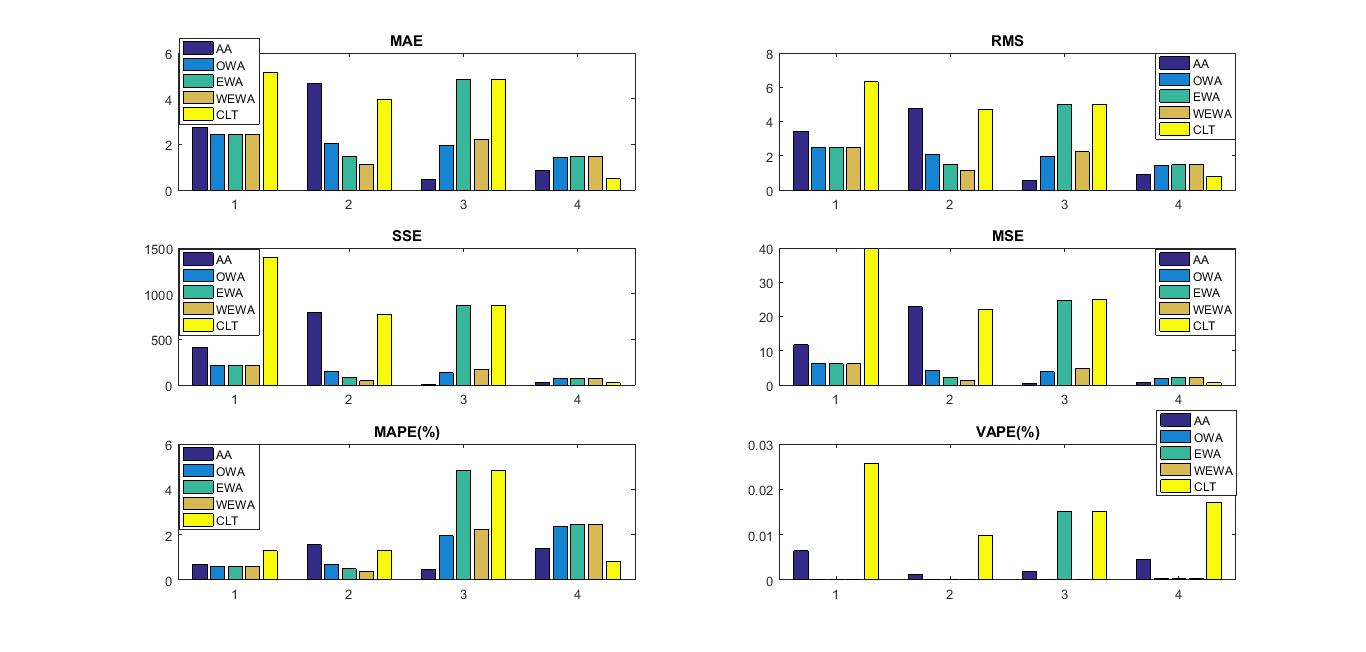 MAE
6
4
2
0
1 2 3 4
AA
OWA
EWA
WEWA
CLT
RMS
8
6
4
2
0
1 2 3 4
AA
OWA
EWA
WEWA
CLT
SSE
1500
1000
500
0
1 2 3 4
AA
OWA
EWA
WEWA
CLT
MSE
40
30
20
10
0
1 2 3 4
AA
OWA
EWA
WEWA
CLT
MAPE(%)
6
4
2
0
1 2 3 4
AA
OWA
EWA
WEWA
CLT
VAPE(%)
0.03
0.02
0.01
0
1 2 3 4
AA
OWA
EWA
WEWA
CLT